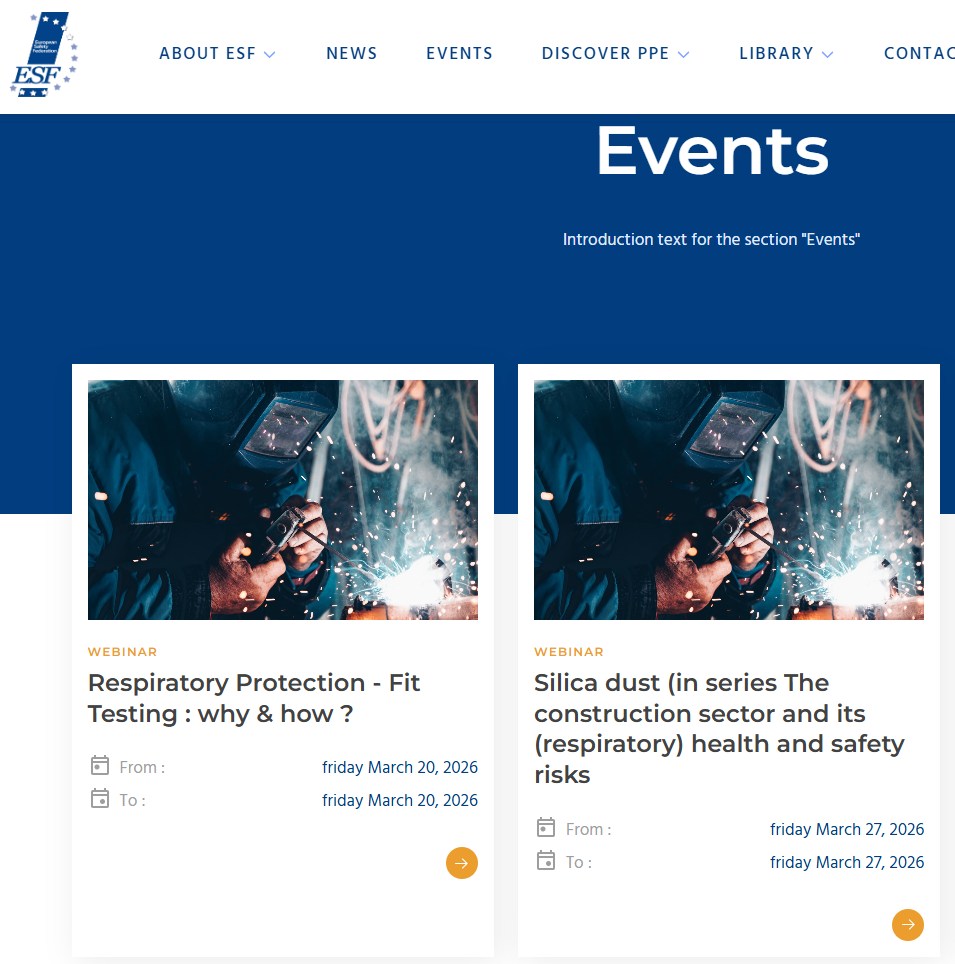 European
Safety
Federation
ESF
ABOUT ESF
NEWS
EVENTS
DISCOVER PPE
LIBRARY
CONTAC
Events
Introduction text for the section "Events"
WEBINAR
Respiratory Protection - Fit
Testing : why & how ?
From : friday March 20, 2026
To : friday March 20, 2026
WEBINAR
Silica dust (in series The
construction sector and its
(respiratory) health and safety
risks
From : friday March 27, 2026
To : friday March 27, 2026